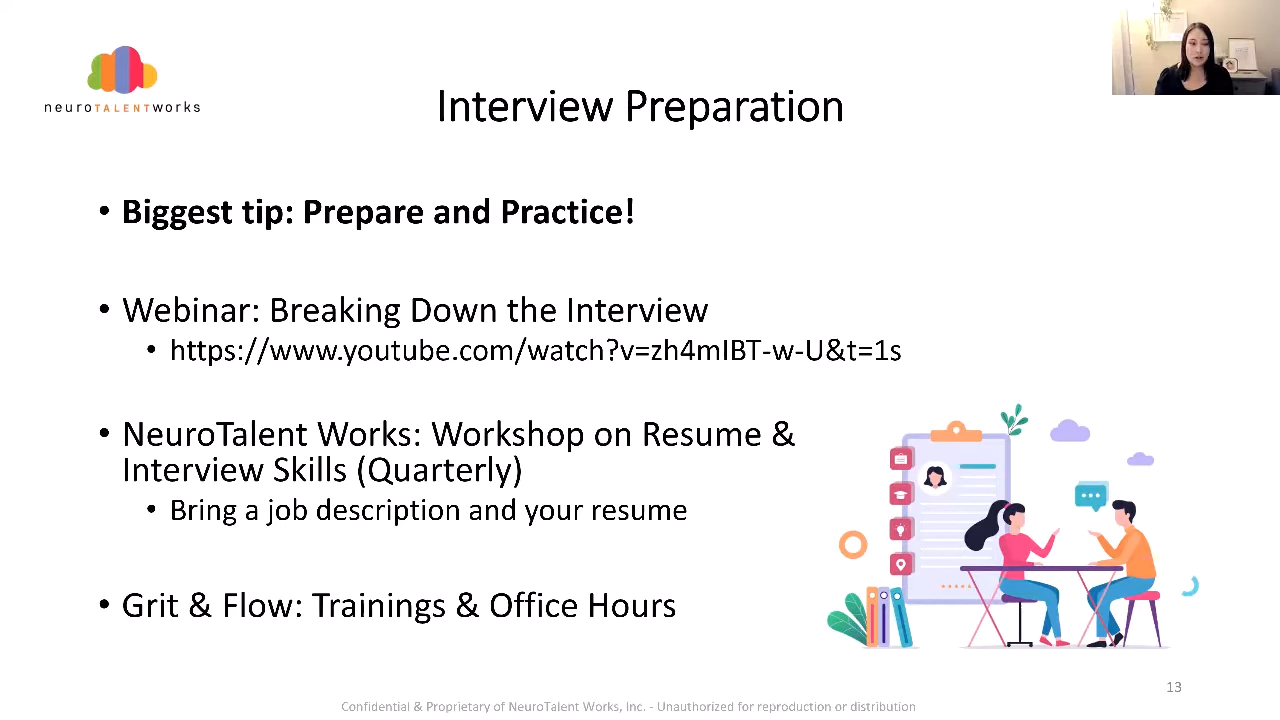 neuroTALENTworks
Interview Preparation
• Biggest tip: Prepare and Practice!
• Webinar: Breaking Down the Interview
• https://www.youtube.com/watch?v=zh4mIBT-w-U&t=1s
• NeuroTalent Works: Workshop on Resume &
Interview Skills (Quarterly)
• Bring a job description and your resume
• Grit & Flow: Trainings & Office Hours
13
Confidential & Proprietary of NeuroTalent Works, Inc. - Unauthorized for reproduction or distribution